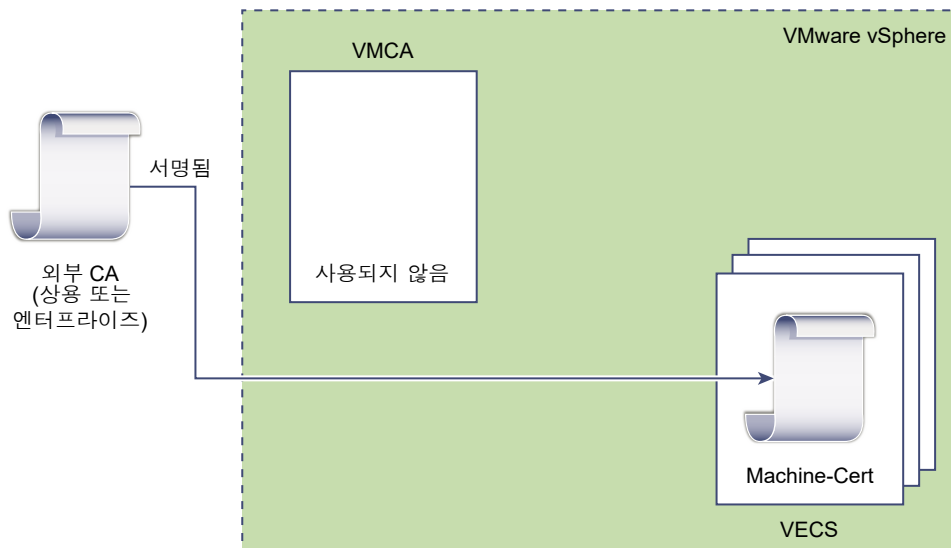 VMware vSphere
VMCA
서명됨
외부 CA
(상용 또는
엔터프라이즈)
사용되지 않음
Machine-Cert
VECS